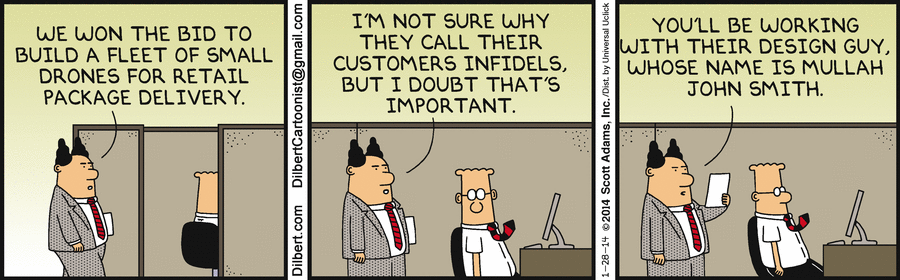 WE WON THE BID TO
BUILD A FLEET OF SMALL
DRONES FOR RETAIL
PACKAGE DELIVERY.
Dilbert.com DilbertCartoonist@gmail.com
I'M NOT SURE WHY
THEY CALL THEIR
CUSTOMERS INFIDELS,
BUT I DOUBT THAT'S
IMPORTANT.
1-28-14 ©2014 Scott Adams, Inc. /Dist. by Universal Uclick
YOU'LL BE WORKING
WITH THEIR DESIGN GUY,
WHOSE NAME IS MULLAH
JOHN SMITH.